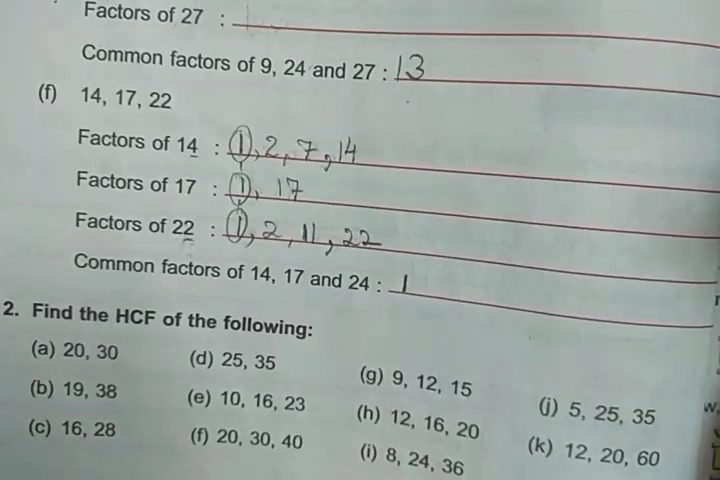 Factors of 27 :
Common factors of 9, 24 and 27 : 13
(f) 14, 17, 22
Factors of 14 : 1, 2, 7, 14
Factors of 17 : 1, 17
Factors of 22 : 1, 2, 11, 22
Common factors of 14, 17 and 24 : 1
2. Find the HCF of the following:
(a) 20, 30 (d) 25, 35 (g) 9, 12, 15 (j) 5, 25, 35
(b) 19, 38 (e) 10, 16, 23 (h) 12, 16, 20 (k) 12, 20, 60
(c) 16, 28 (f) 20, 30, 40 (i) 8, 24, 36